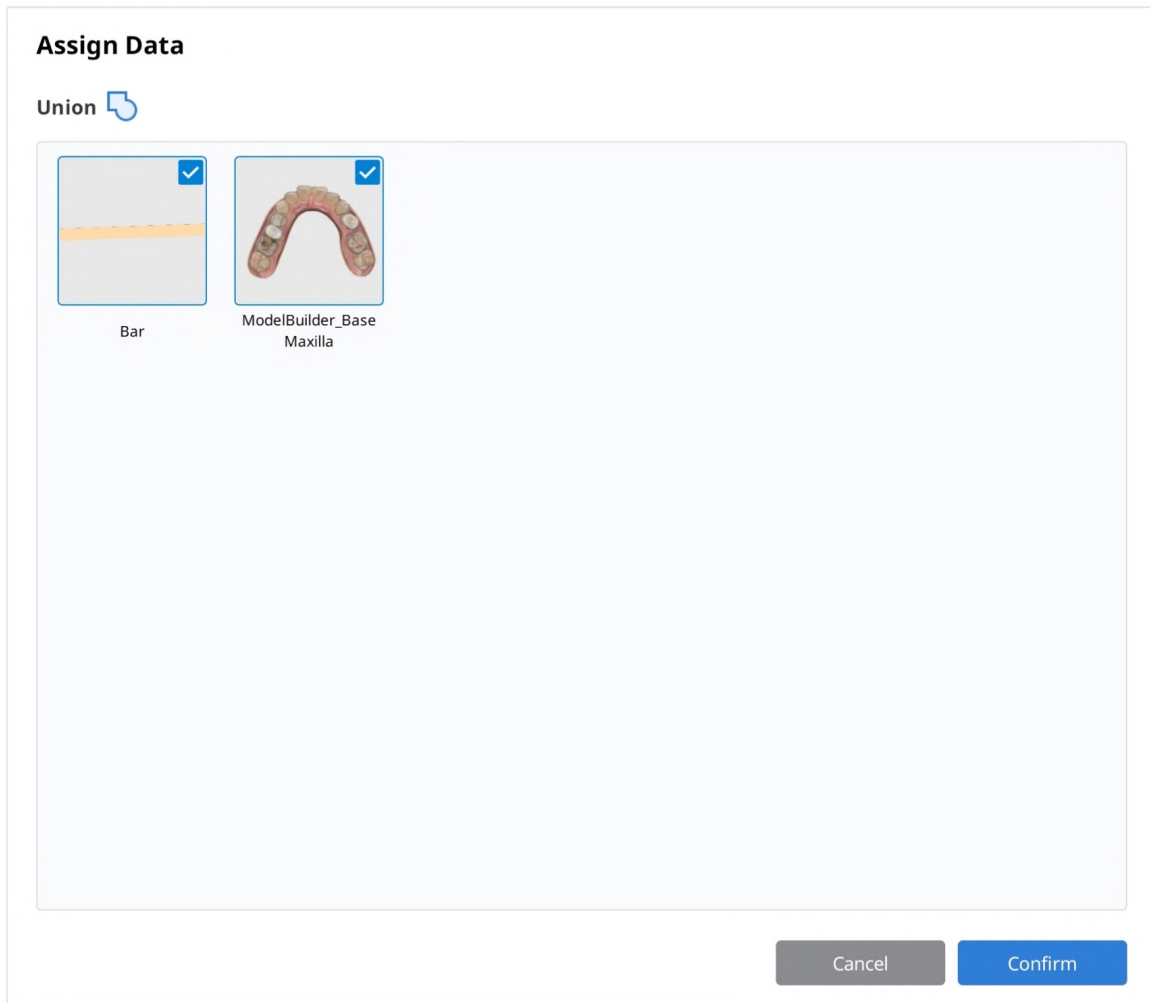 Assign Data
Union
Bar
ModelBuilder_Base
Maxilla
Cancel
Confirm